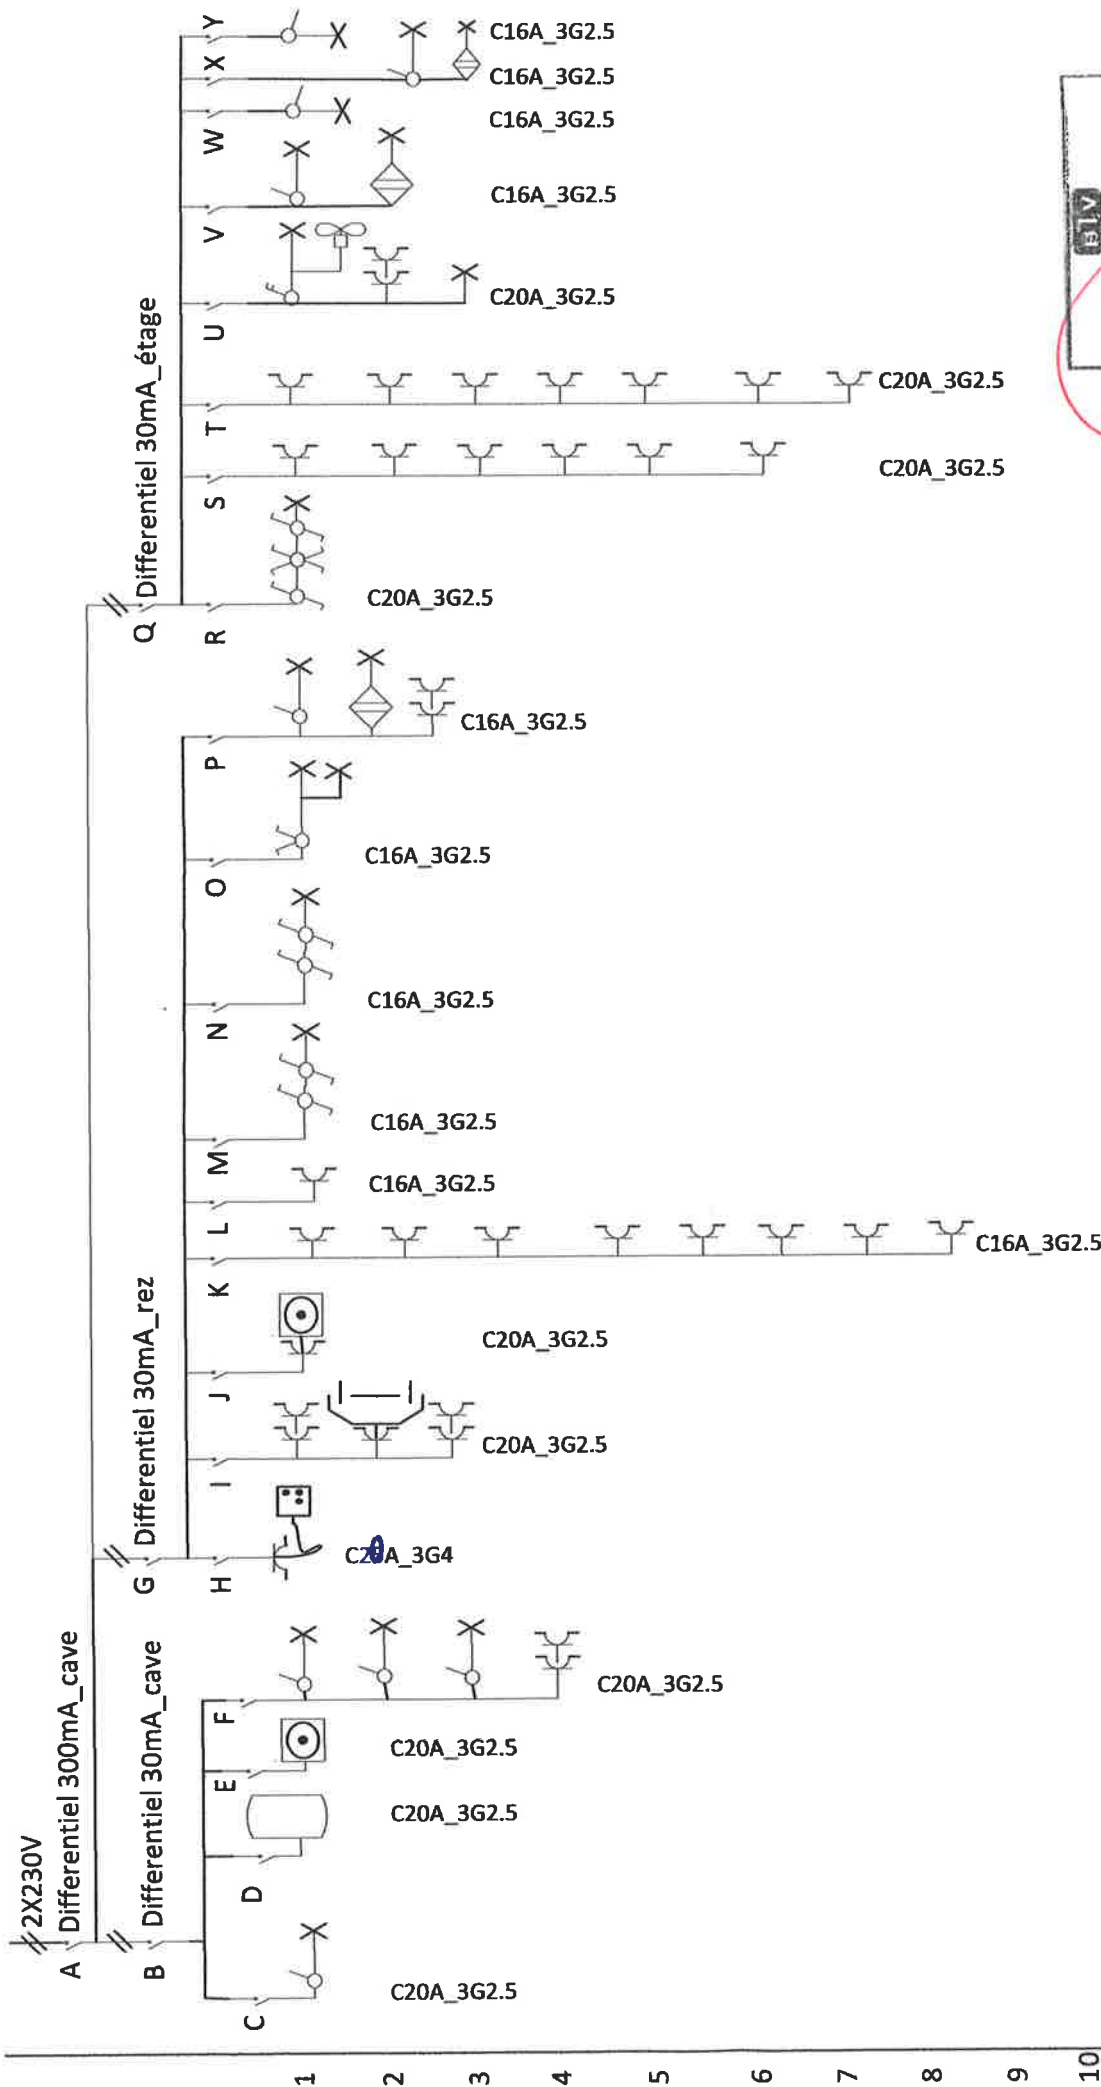 2X230V
A Differentiel 300mA_cave
B Differentiel 30mA_cave
C
C20A_3G2.5
D
C20A_3G2.5
E
C20A_3G2.5
F
C20A_3G2.5
G Differentiel 30mA_rez
H
A_3G4
I
C20A_3G2.5
J
C20A_3G2.5
K
C16A_3G2.5
L
C16A_3G2.5
M
C16A_3G2.5
N
C16A_3G2.5
O
C16A_3G2.5
P
C16A_3G2.5
Q Differentiel 30mA_étage
R
C20A_3G2.5
S
C20A_3G2.5
T
C20A_3G2.5
U
C20A_3G2.5
V
C16A_3G2.5
W
C16A_3G2.5
X
C16A_3G2.5
Y
C16A_3G2.5
1
2
3
4
5
6
7
8
9
10